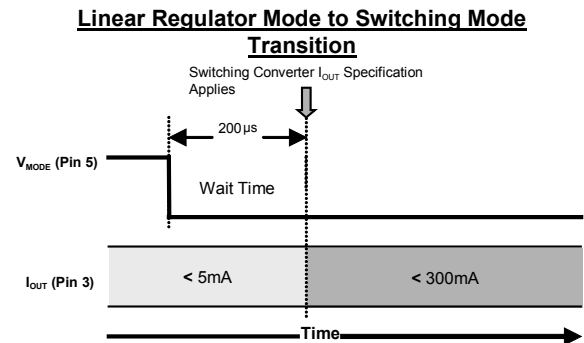 Linear Regulator Mode to Switching Mode
Transition
Switching Converter IOUT Specification
Applies
200µs
VMODE (Pin 5)
Wait Time
IOUT (Pin 3)
< 5mA
< 300mA
Time